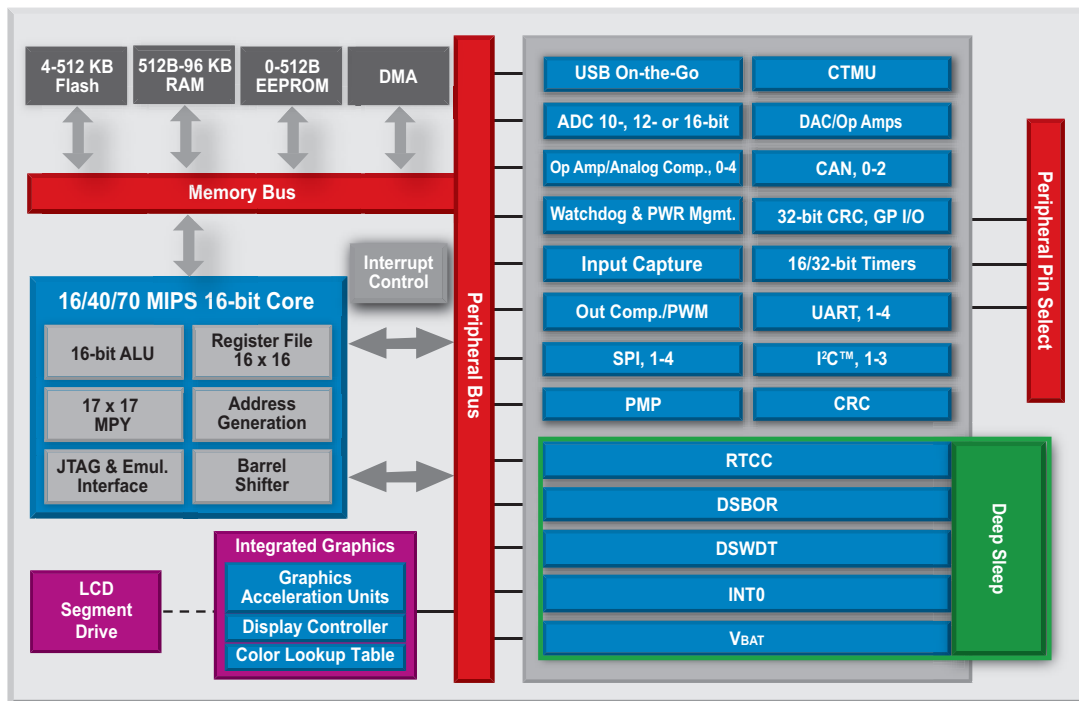 4-512 KB
Flash
512B-96 KB
RAM
0-512B
EEPROM
DMA
Memory Bus
Interrupt
Control
16/40/70 MIPS 16-bit Core
16-bit ALU
Register File
16 x 16
17 x 17
MPY
Address
Generation
JTAG & Emul.
Interface
Barrel
Shifter
LCD
Segment
Drive
Integrated Graphics
Graphics
Acceleration Units
Display Controller
Color Lookup Table
Peripheral Bus
USB On-the-Go
CTMU
ADC 10-, 12- or 16-bit
DAC/Op Amps
Op Amp/Analog Comp., 0-4
CAN, 0-2
Watchdog & PWR Mgmt.
32-bit CRC, GP I/O
Input Capture
16/32-bit Timers
Out Comp./PWM
UART, 1-4
SPI, 1-4
I²C™, 1-3
PMP
CRC
RTCC
DSBOR
DSWDT
INT0
VBAT
Deep Sleep
Peripheral Pin Select